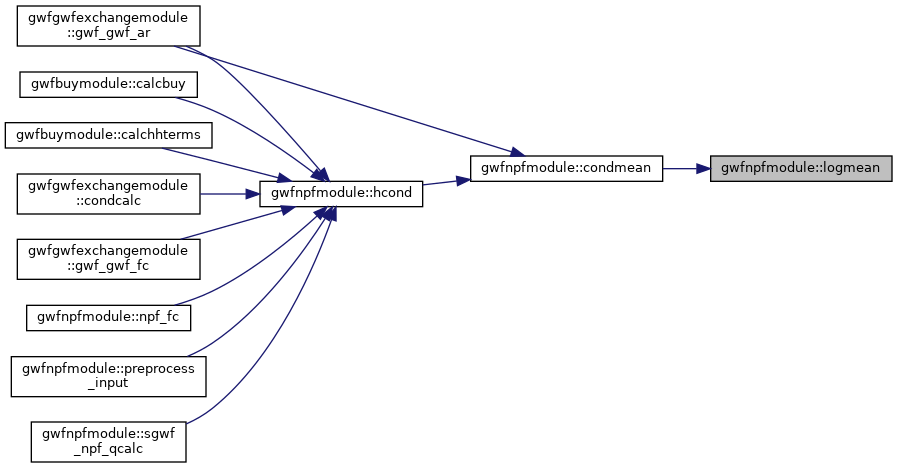 gwfgwfexchangemodule
::gwf_gwf_ar
gwfbuymodule::calcbuy
gwfbuymodule::calchhterms
gwfgwfexchangemodule
::condcalc
gwfgwfexchangemodule
::gwf_gwf_fc
gwfnpfmodule::npf_fc
gwfnpfmodule::preprocess
_input
gwfnpfmodule::sgwf
_npf_qcalc
gwfnpfmodule::hcond
gwfnpfmodule::condmean
gwfnpfmodule::logmean